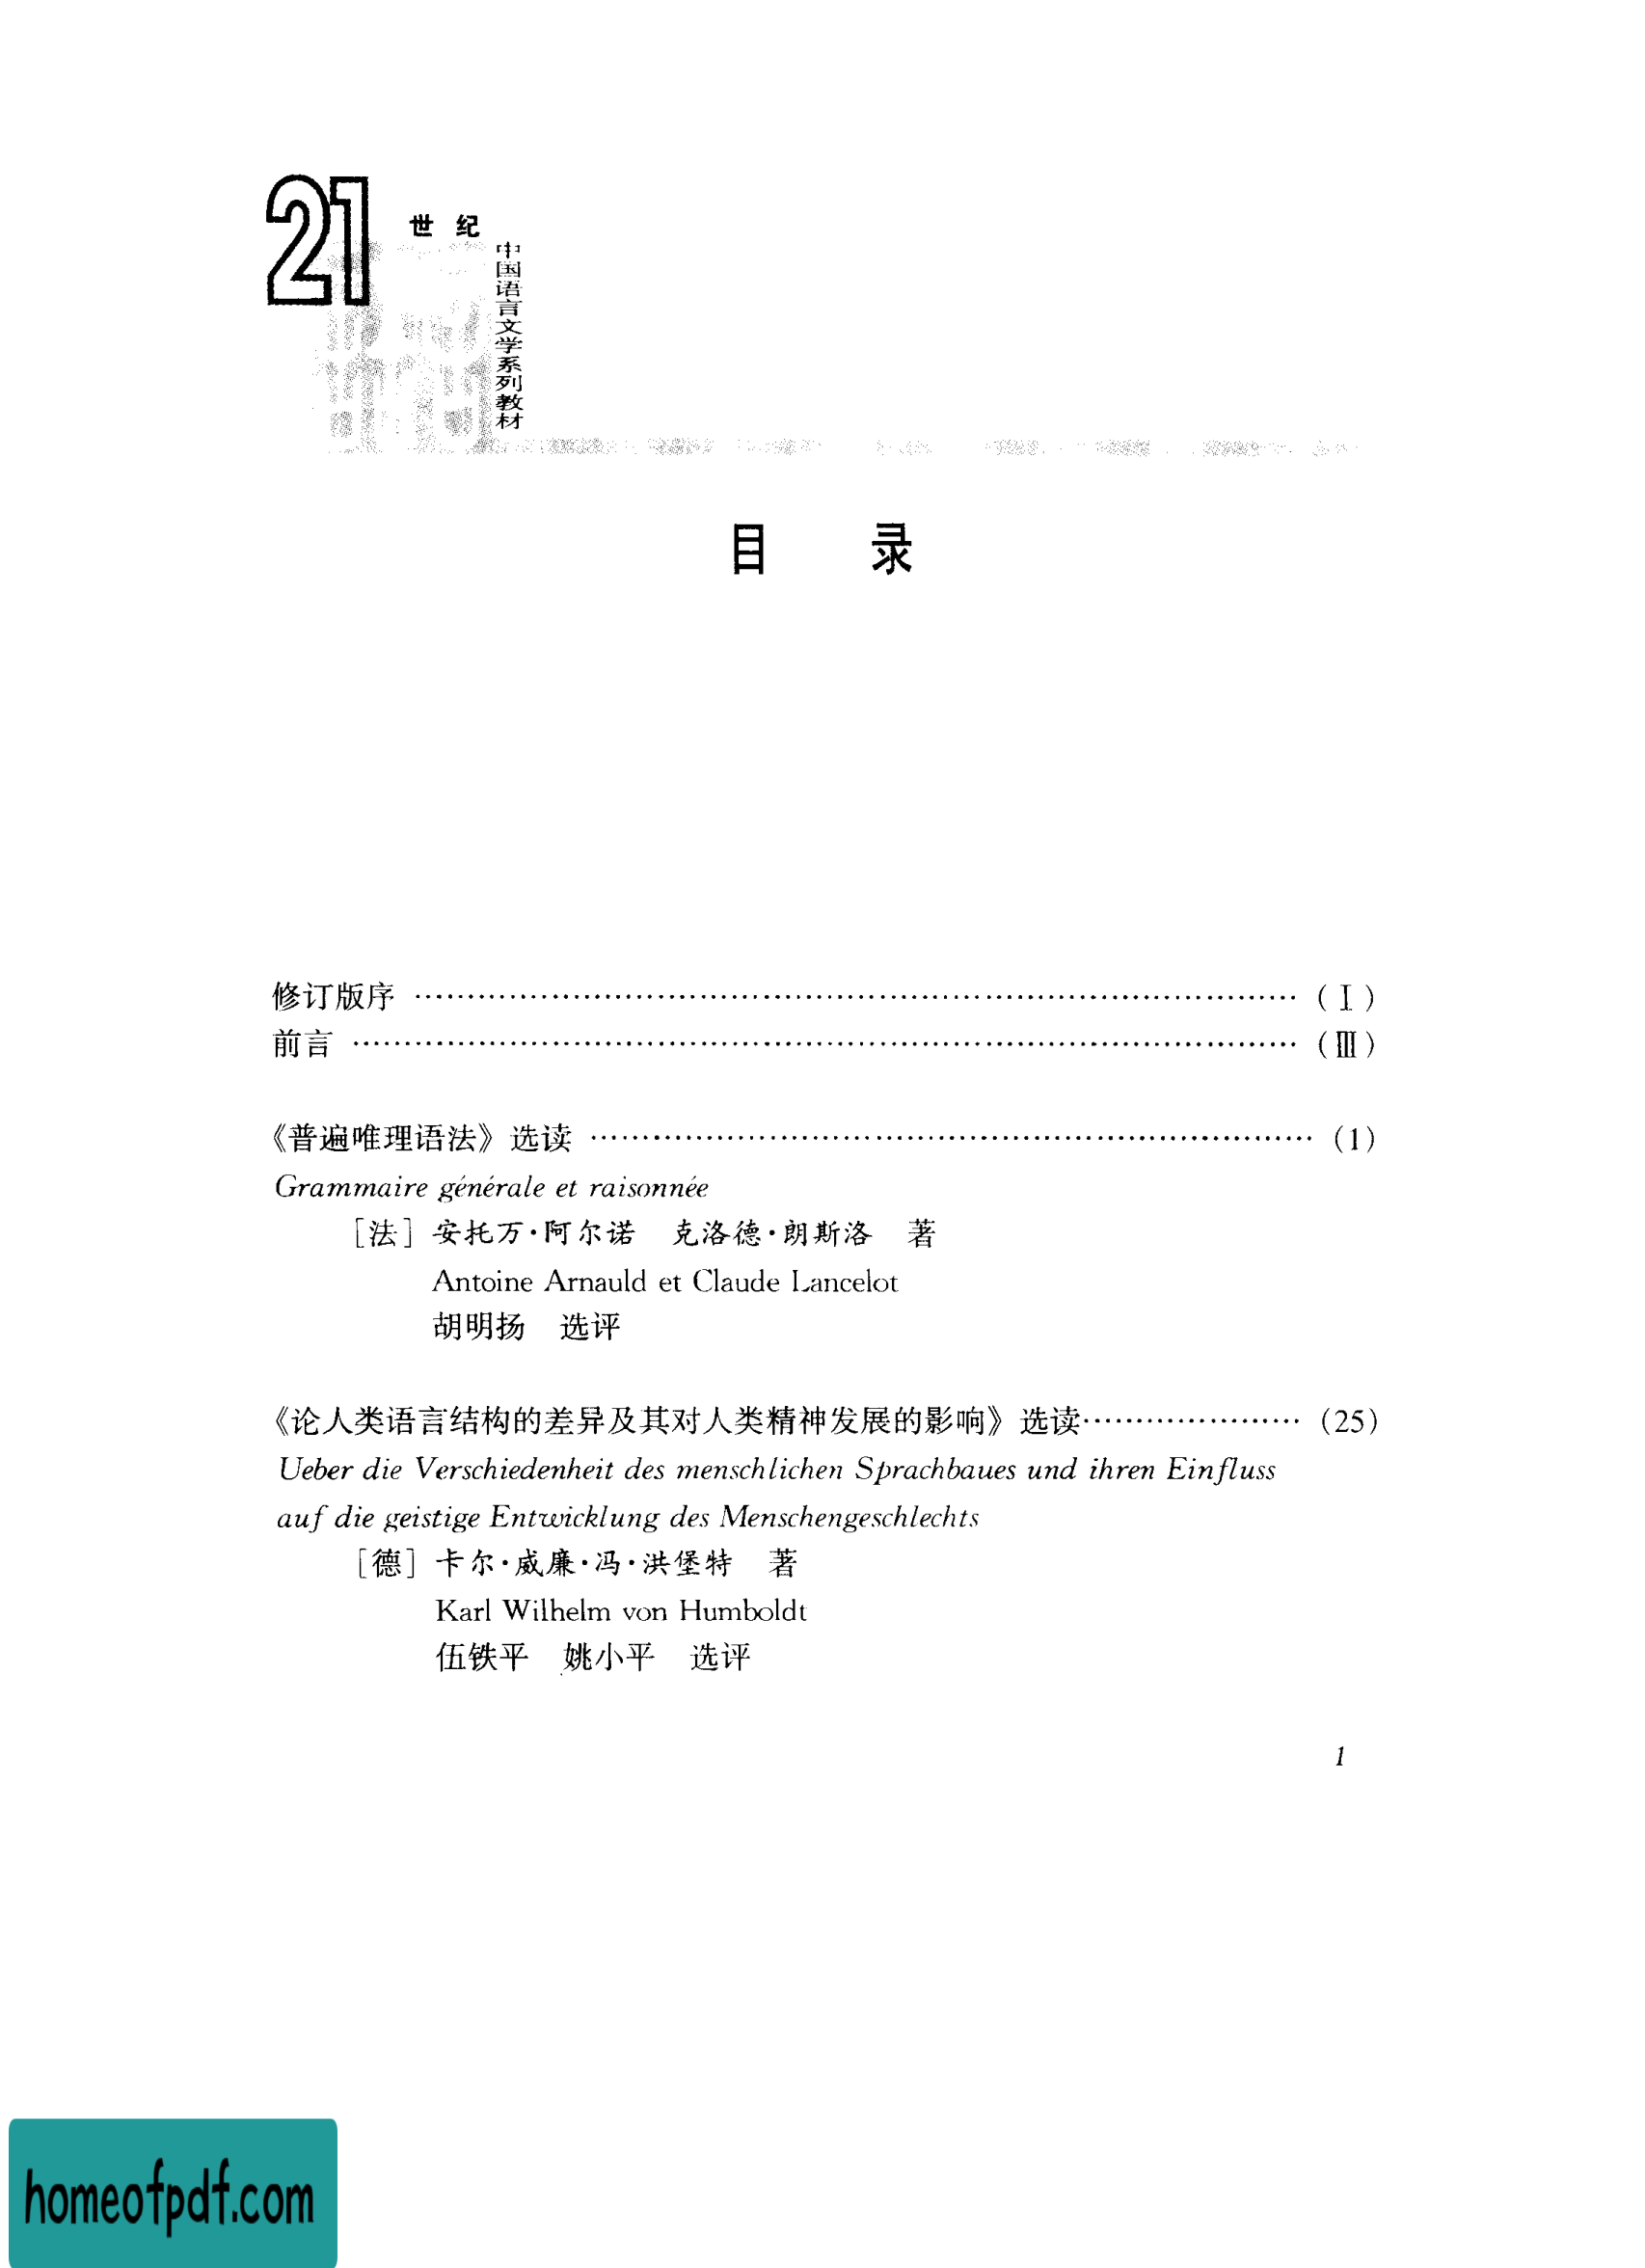 21
世 纪
中国语言文学系列教材
目 录
修订版序 …………………………………………………………………… (Ⅰ)
前言 …………………………………………………………………… (Ⅲ)
《普遍唯理语法》选读 …………………………………………………… (1)
Grammaire générale et raisonnée
[法] 安托万·阿尔诺 克洛德·朗斯洛 著
Antoine Arnauld et Claude Lancelot
胡明扬 选评
《论人类语言结构的差异及其对人类精神发展的影响》选读………………… (25)
Ueber die Verschiedenheit des menschlichen Sprachbaues und ihren Einfluss
auf die geistige Entwicklung des Menschengeschlechts
[德] 卡尔·威廉·冯·洪堡特 著
Karl Wilhelm von Humboldt
伍铁平 姚小平 选评
1
homeofpdf.com